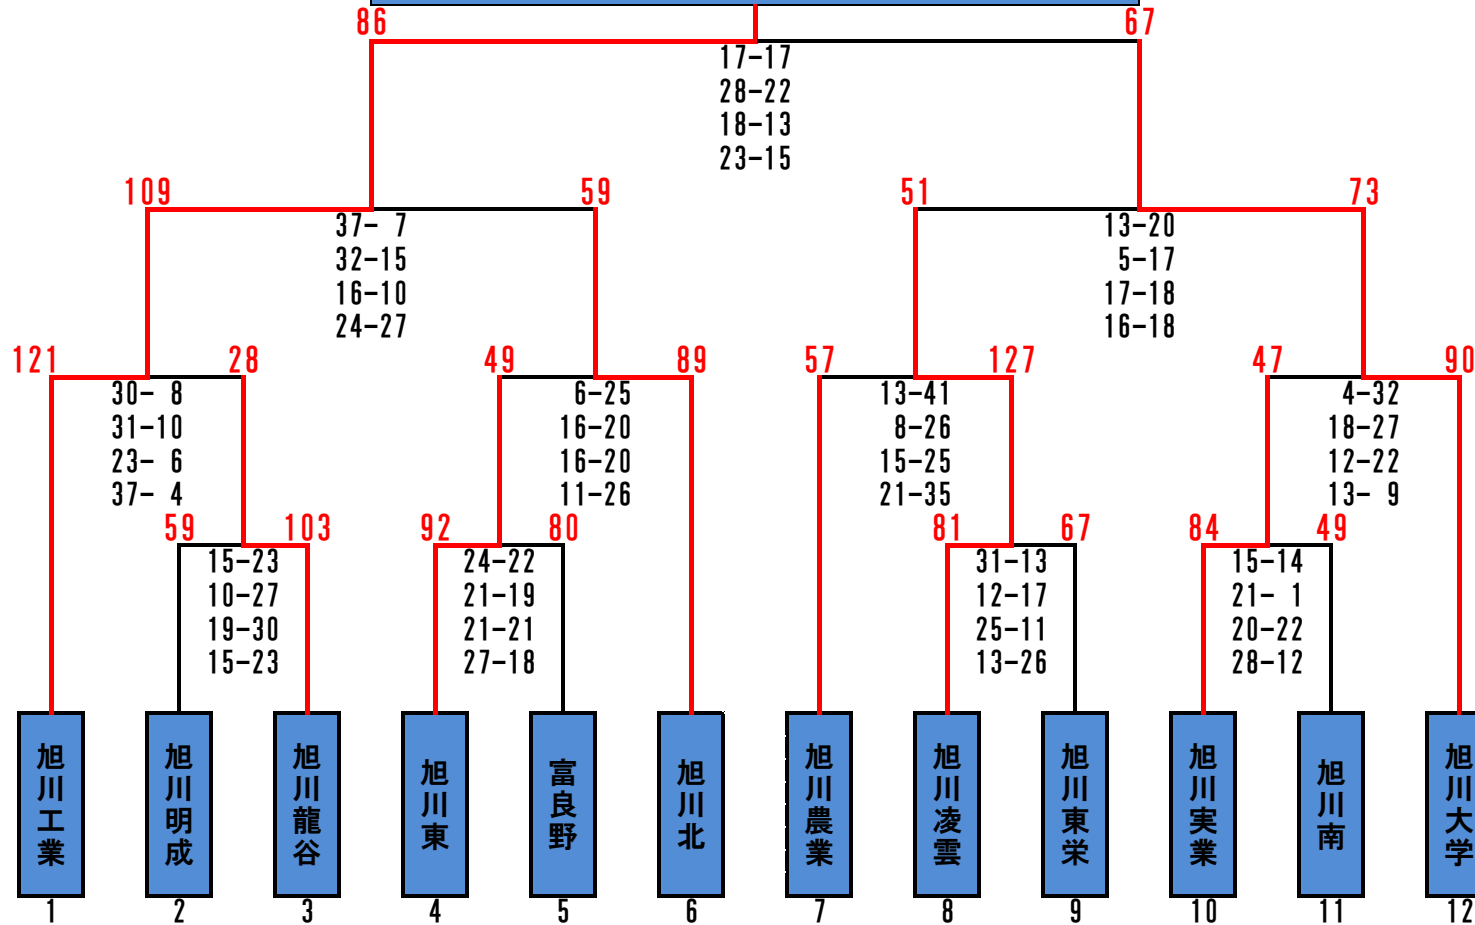 86 67
17-17
28-22
18-13
23-15
109 59 51 73
37- 7 13-20
32-15 5-17
16-10 17-18
24-27 16-18
121 28 49 89 57 127 47 90
30- 8 6-25 13-41 4-32
31-10 16-20 8-26 18-27
23- 6 16-20 15-25 12-22
37- 4 11-26 21-35 13- 9
59 103 92 80 81 67 84 49
15-23 24-22 31-13 15-14
10-27 21-19 12-17 21- 1
19-30 21-21 25-11 20-22
15-23 27-18 13-26 28-12
旭川工業
旭川明成
旭川龍谷
旭川東
富良野
旭川北
旭川農業
旭川凌雲
旭川東栄
旭川実業
旭川南
旭川大学
1 2 3 4 5 6 7 8 9 10 11 12